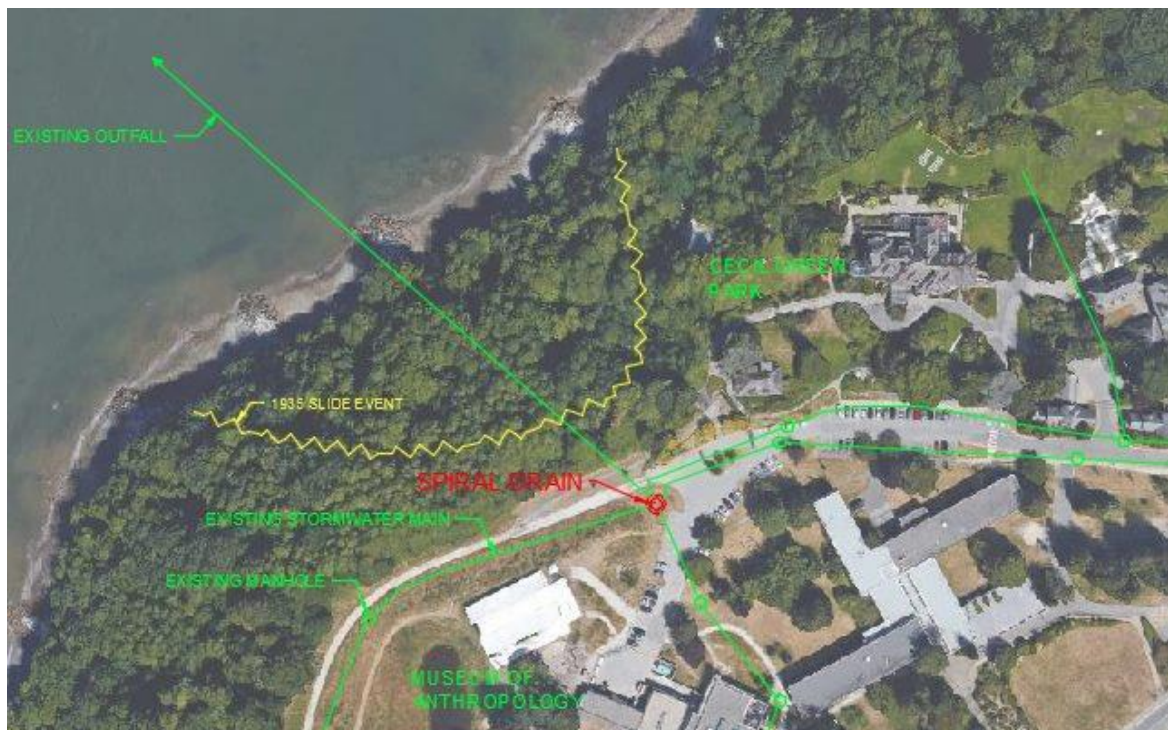 EXISTING OUTFALL
CECIL GREEN
PARK
1935 SLIDE EVENT
SPIRAL DRAIN
EXISTING STORMWATER MAIN
EXISTING MANHOLE
MUSEUM OF
ANTHROPOLOGY